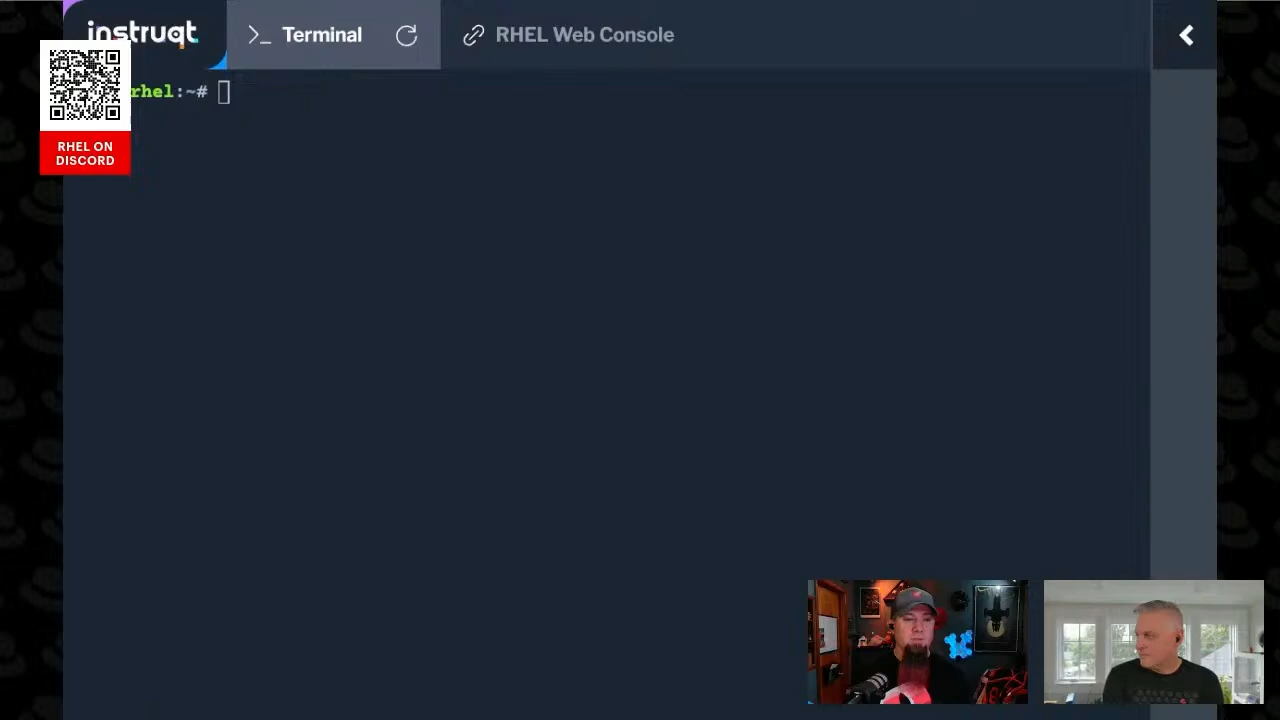 instruqt
Terminal
RHEL Web Console
rhel:~#
RHEL ON
DISCORD